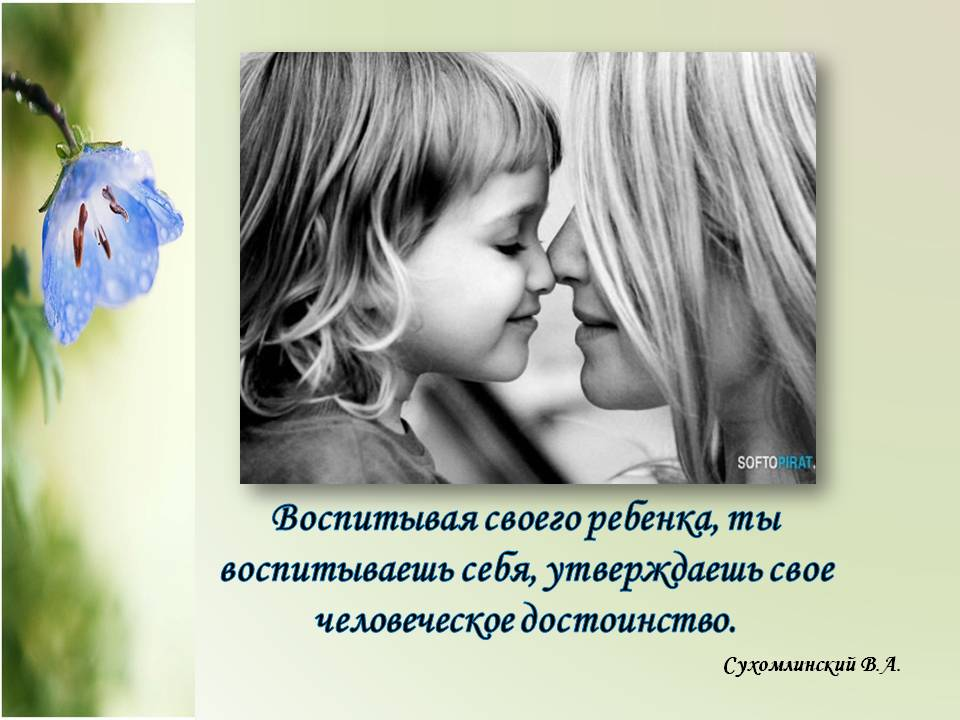 SOFTOPIRAT.
Воспитывая своего ребенка, ты
воспитываешь себя, утверждаешь свое
человеческое достоинство.
Сухомлинский В.А.